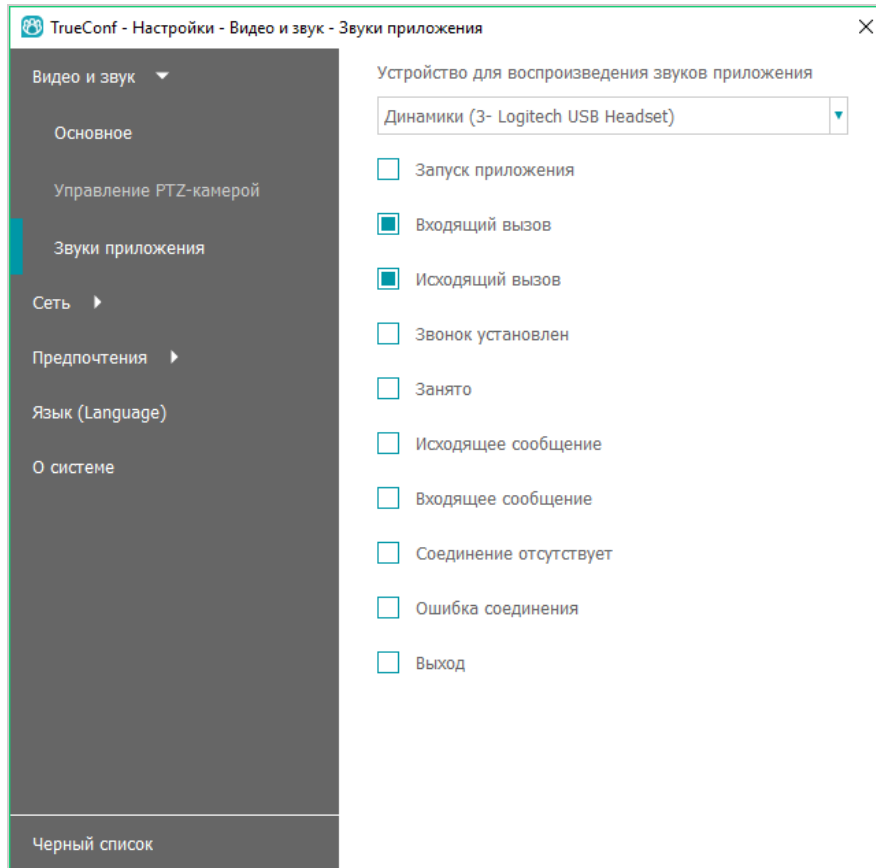 TrueConf - Настройки - Видео и звук - Звуки приложения
Видео и звук
Основное
Управление PTZ-камерой
Звуки приложения
Сеть
Предпочтения
Язык (Language)
О системе
Черный список
Устройство для воспроизведения звуков приложения
Динамики (3- Logitech USB Headset)
Запуск приложения
Входящий вызов
Исходящий вызов
Звонок установлен
Занято
Исходящее сообщение
Входящее сообщение
Соединение отсутствует
Ошибка соединения
Выход